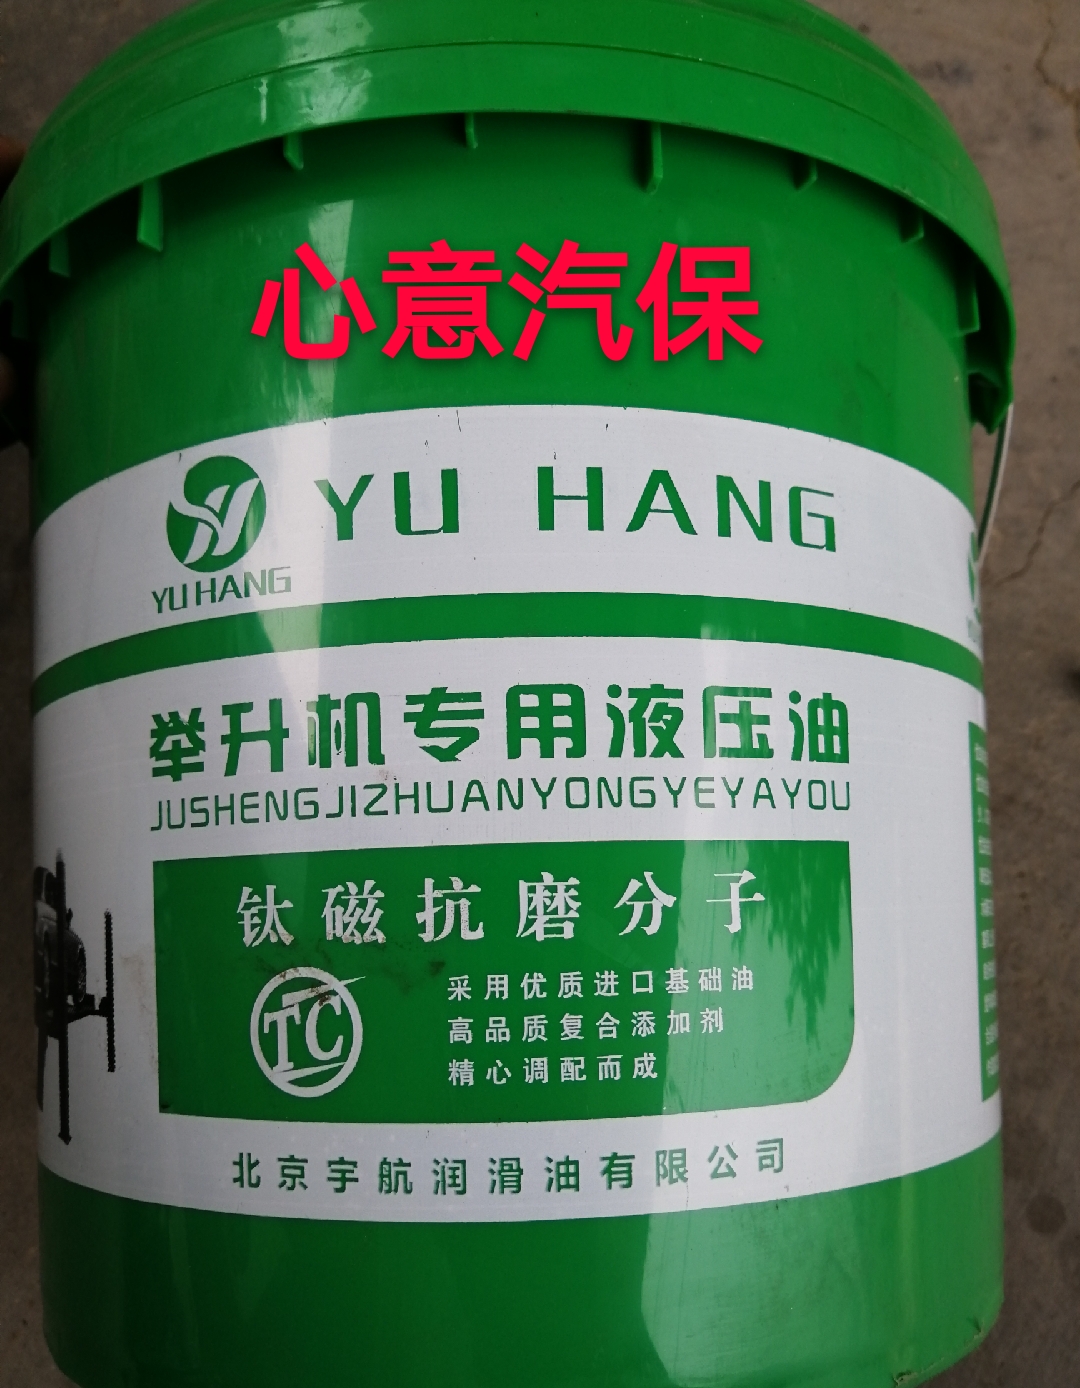 心意汽保
YU HANG
YU HANG
举升机专用液压油
JUSHENGJIZHUANYONGYEYAYOU
钛磁抗磨分子
TC
采用优质进口基础油
高品质复合添加剂
精心调配而成
北京宇航润滑油有限公司